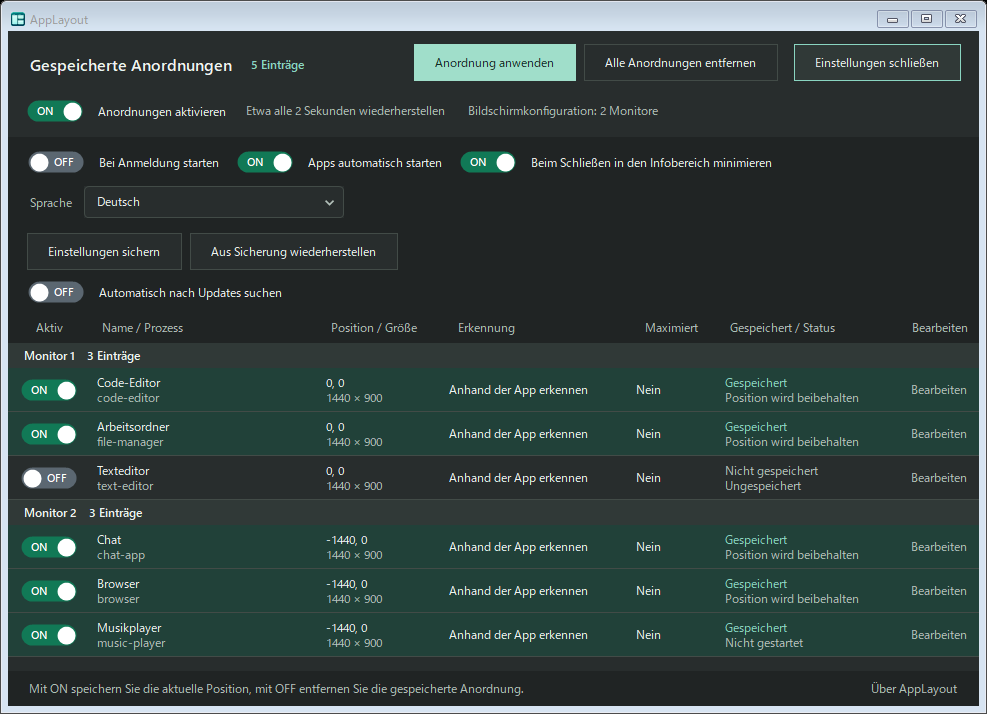 AppLayout
Gespeicherte Anordnungen 5 Einträge Anordnung anwenden Alle Anordnungen entfernen Einstellungen schließen
ON Anordnungen aktivieren Etwa alle 2 Sekunden wiederherstellen Bildschirmkonfiguration: 2 Monitore
OFF Bei Anmeldung starten ON Apps automatisch starten ON Beim Schließen in den Infobereich minimieren
Sprache Deutsch
Einstellungen sichern Aus Sicherung wiederherstellen
OFF Automatisch nach Updates suchen
Aktiv Name / Prozess Position / Größe Erkennung Maximiert Gespeichert / Status Bearbeiten
Monitor 1 3 Einträge
ON Code-Editor 0, 0 Anhand der App erkennen Nein Gespeichert Bearbeiten
code-editor 1440 × 900 Position wird beibehalten
ON Arbeitsordner 0, 0 Anhand der App erkennen Nein Gespeichert Bearbeiten
file-manager 1440 × 900 Position wird beibehalten
OFF Texteditor 0, 0 Anhand der App erkennen Nein Nicht gespeichert Bearbeiten
text-editor 1440 × 900 Ungespeichert
Monitor 2 3 Einträge
ON Chat -1440, 0 Anhand der App erkennen Nein Gespeichert Bearbeiten
chat-app 1440 × 900 Position wird beibehalten
ON Browser -1440, 0 Anhand der App erkennen Nein Gespeichert Bearbeiten
browser 1440 × 900 Position wird beibehalten
ON Musikplayer -1440, 0 Anhand der App erkennen Nein Gespeichert Bearbeiten
music-player 1440 × 900 Nicht gestartet
Mit ON speichern Sie die aktuelle Position, mit OFF entfernen Sie die gespeicherte Anordnung. Über AppLayout